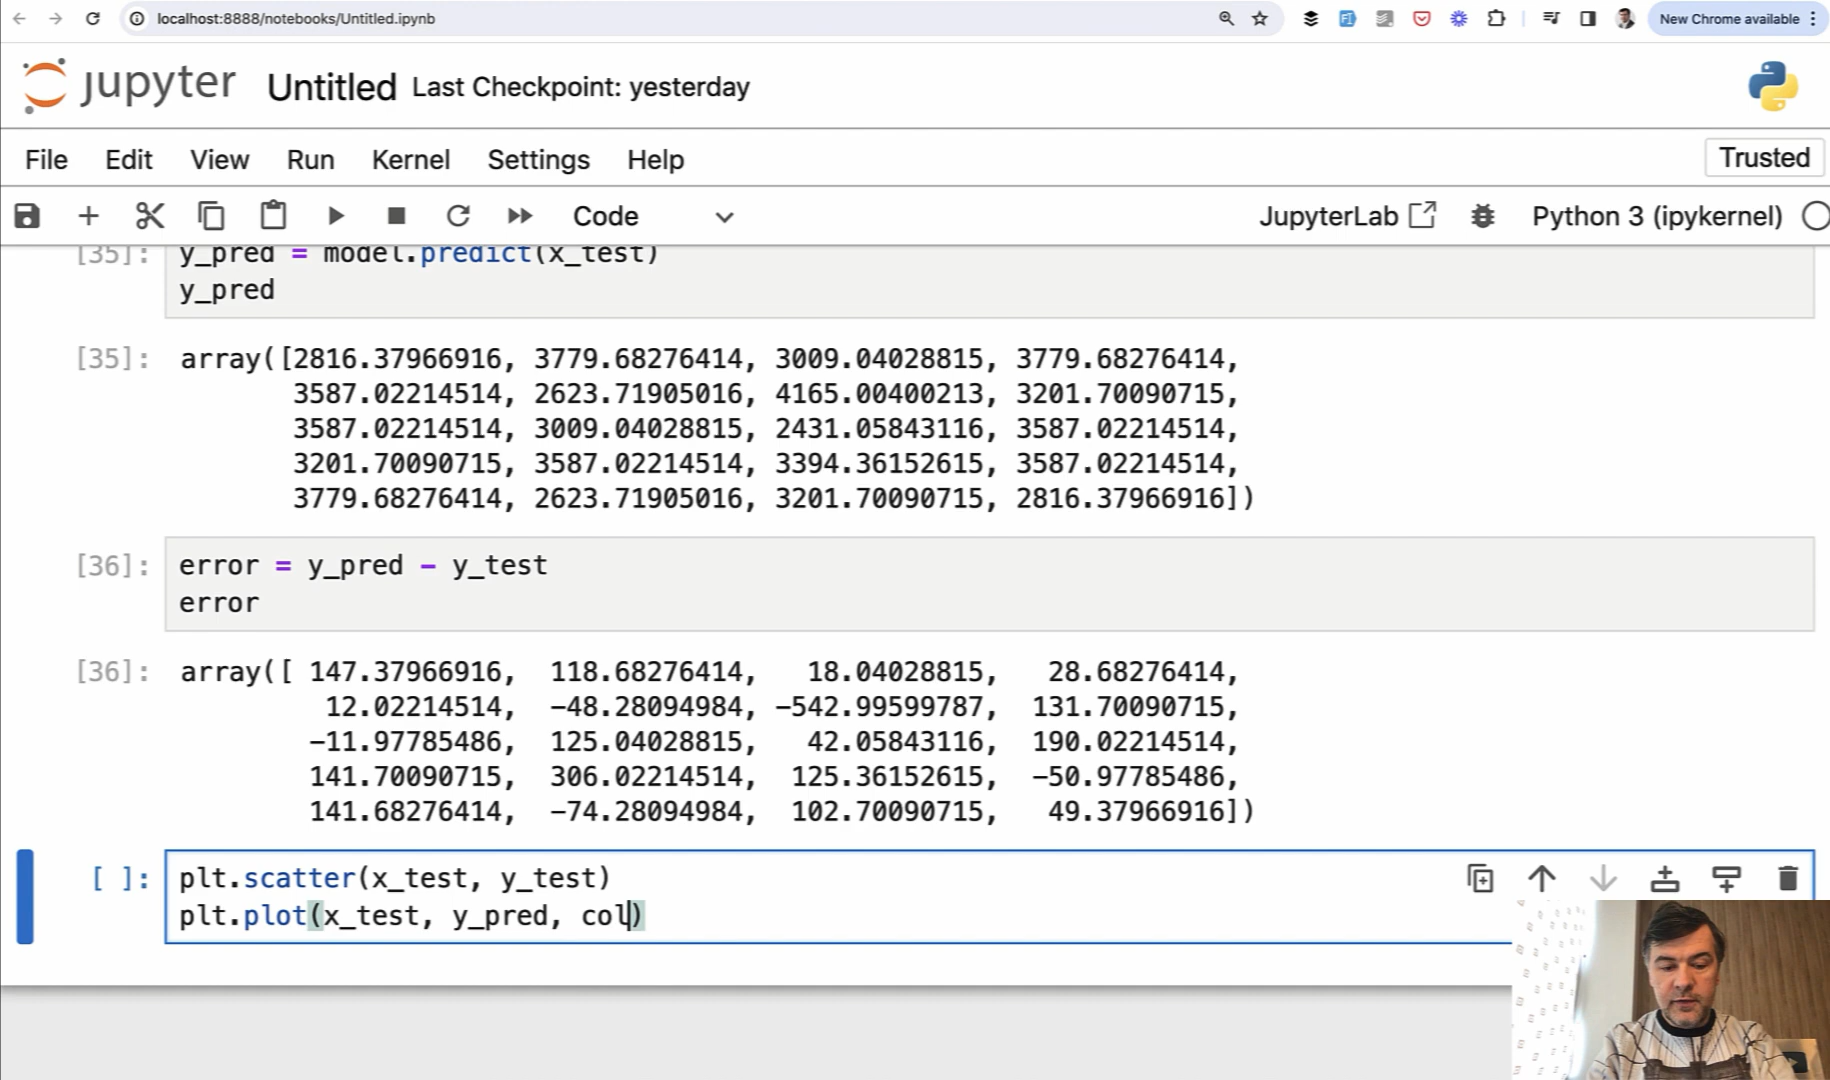 localhost:8888/notebooks/Untitled.ipynb
New Chrome available
jupyter Untitled Last Checkpoint: yesterday
File Edit View Run Kernel Settings Help
Trusted
Code
JupyterLab
Python 3 (ipykernel)
[35]: y_pred = model.predict(x_test)
y_pred
[35]: array([2816.37966916, 3779.68276414, 3009.04028815, 3779.68276414,
3587.02214514, 2623.71905016, 4165.00400213, 3201.70090715,
3587.02214514, 3009.04028815, 2431.05843116, 3587.02214514,
3201.70090715, 3587.02214514, 3394.36152615, 3587.02214514,
3779.68276414, 2623.71905016, 3201.70090715, 2816.37966916])
[36]: error = y_pred - y_test
error
[36]: array([ 147.37966916, 118.68276414, 18.04028815, 28.68276414,
12.02214514, -48.28094984, -542.99599787, 131.70090715,
-11.97785486, 125.04028815, 42.05843116, 190.02214514,
141.70090715, 306.02214514, 125.36152615, -50.97785486,
141.68276414, -74.28094984, 102.70090715, 49.37966916])
[ ]: plt.scatter(x_test, y_test)
plt.plot(x_test, y_pred, col)